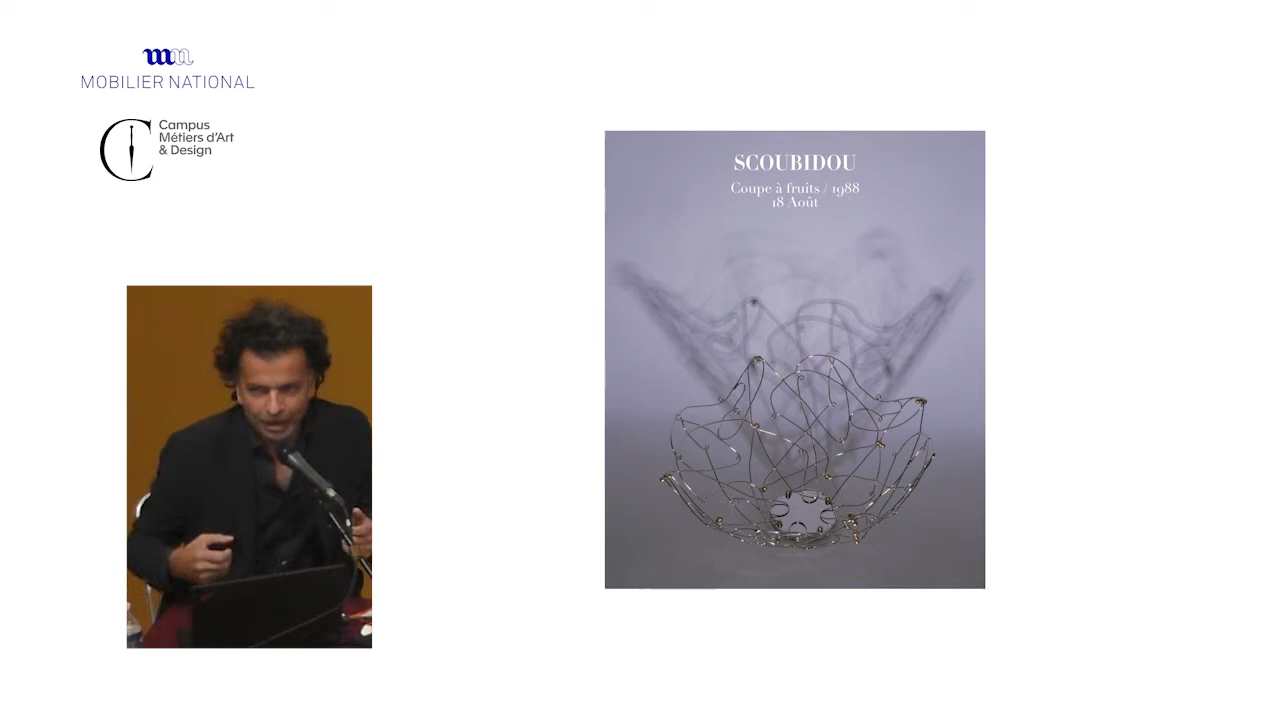 MOBILIER NATIONAL
Campus
Métiers d'Art
& Design
SCOUBIDOU
Coupe à fruits / 1988
18 Août